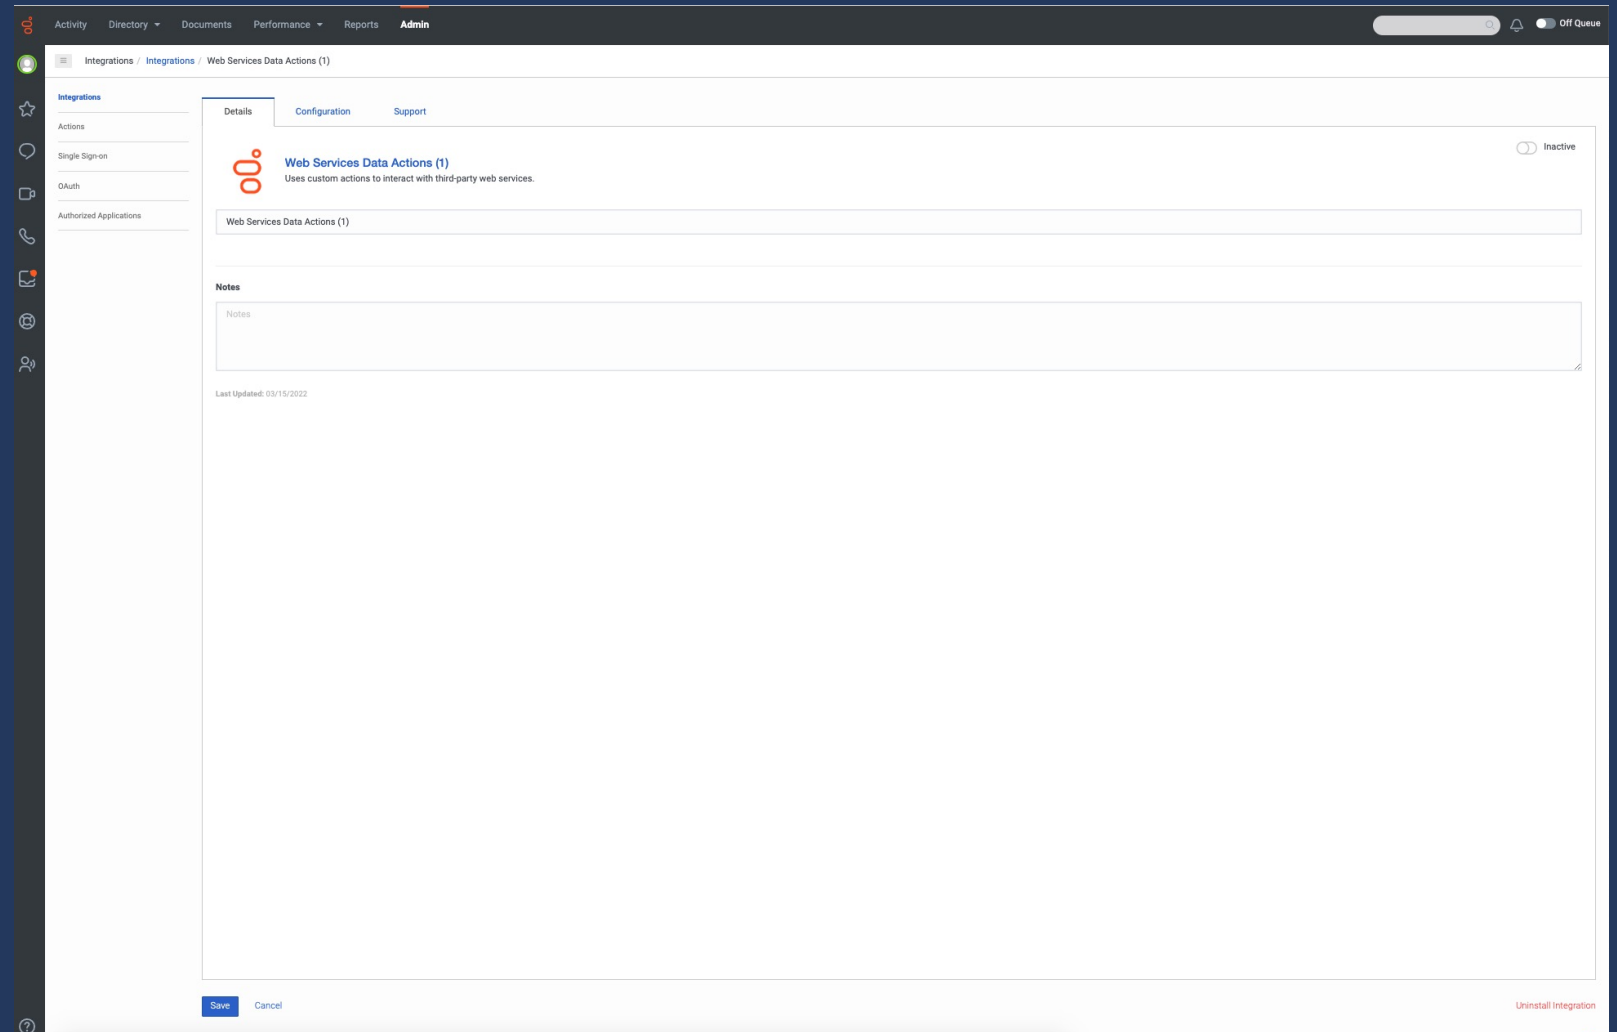 Activity Directory Documents Performance Reports Admin Off Queue
Integrations / Integrations / Web Services Data Actions (1)
Integrations
Actions
Single Sign-on
OAuth
Authorized Applications
Details Configuration Support
Inactive
Web Services Data Actions (1)
Uses custom actions to interact with third-party web services.
Web Services Data Actions (1)
Notes
Notes
Last Updated: 03/15/2022
Save Cancel Uninstall Integration